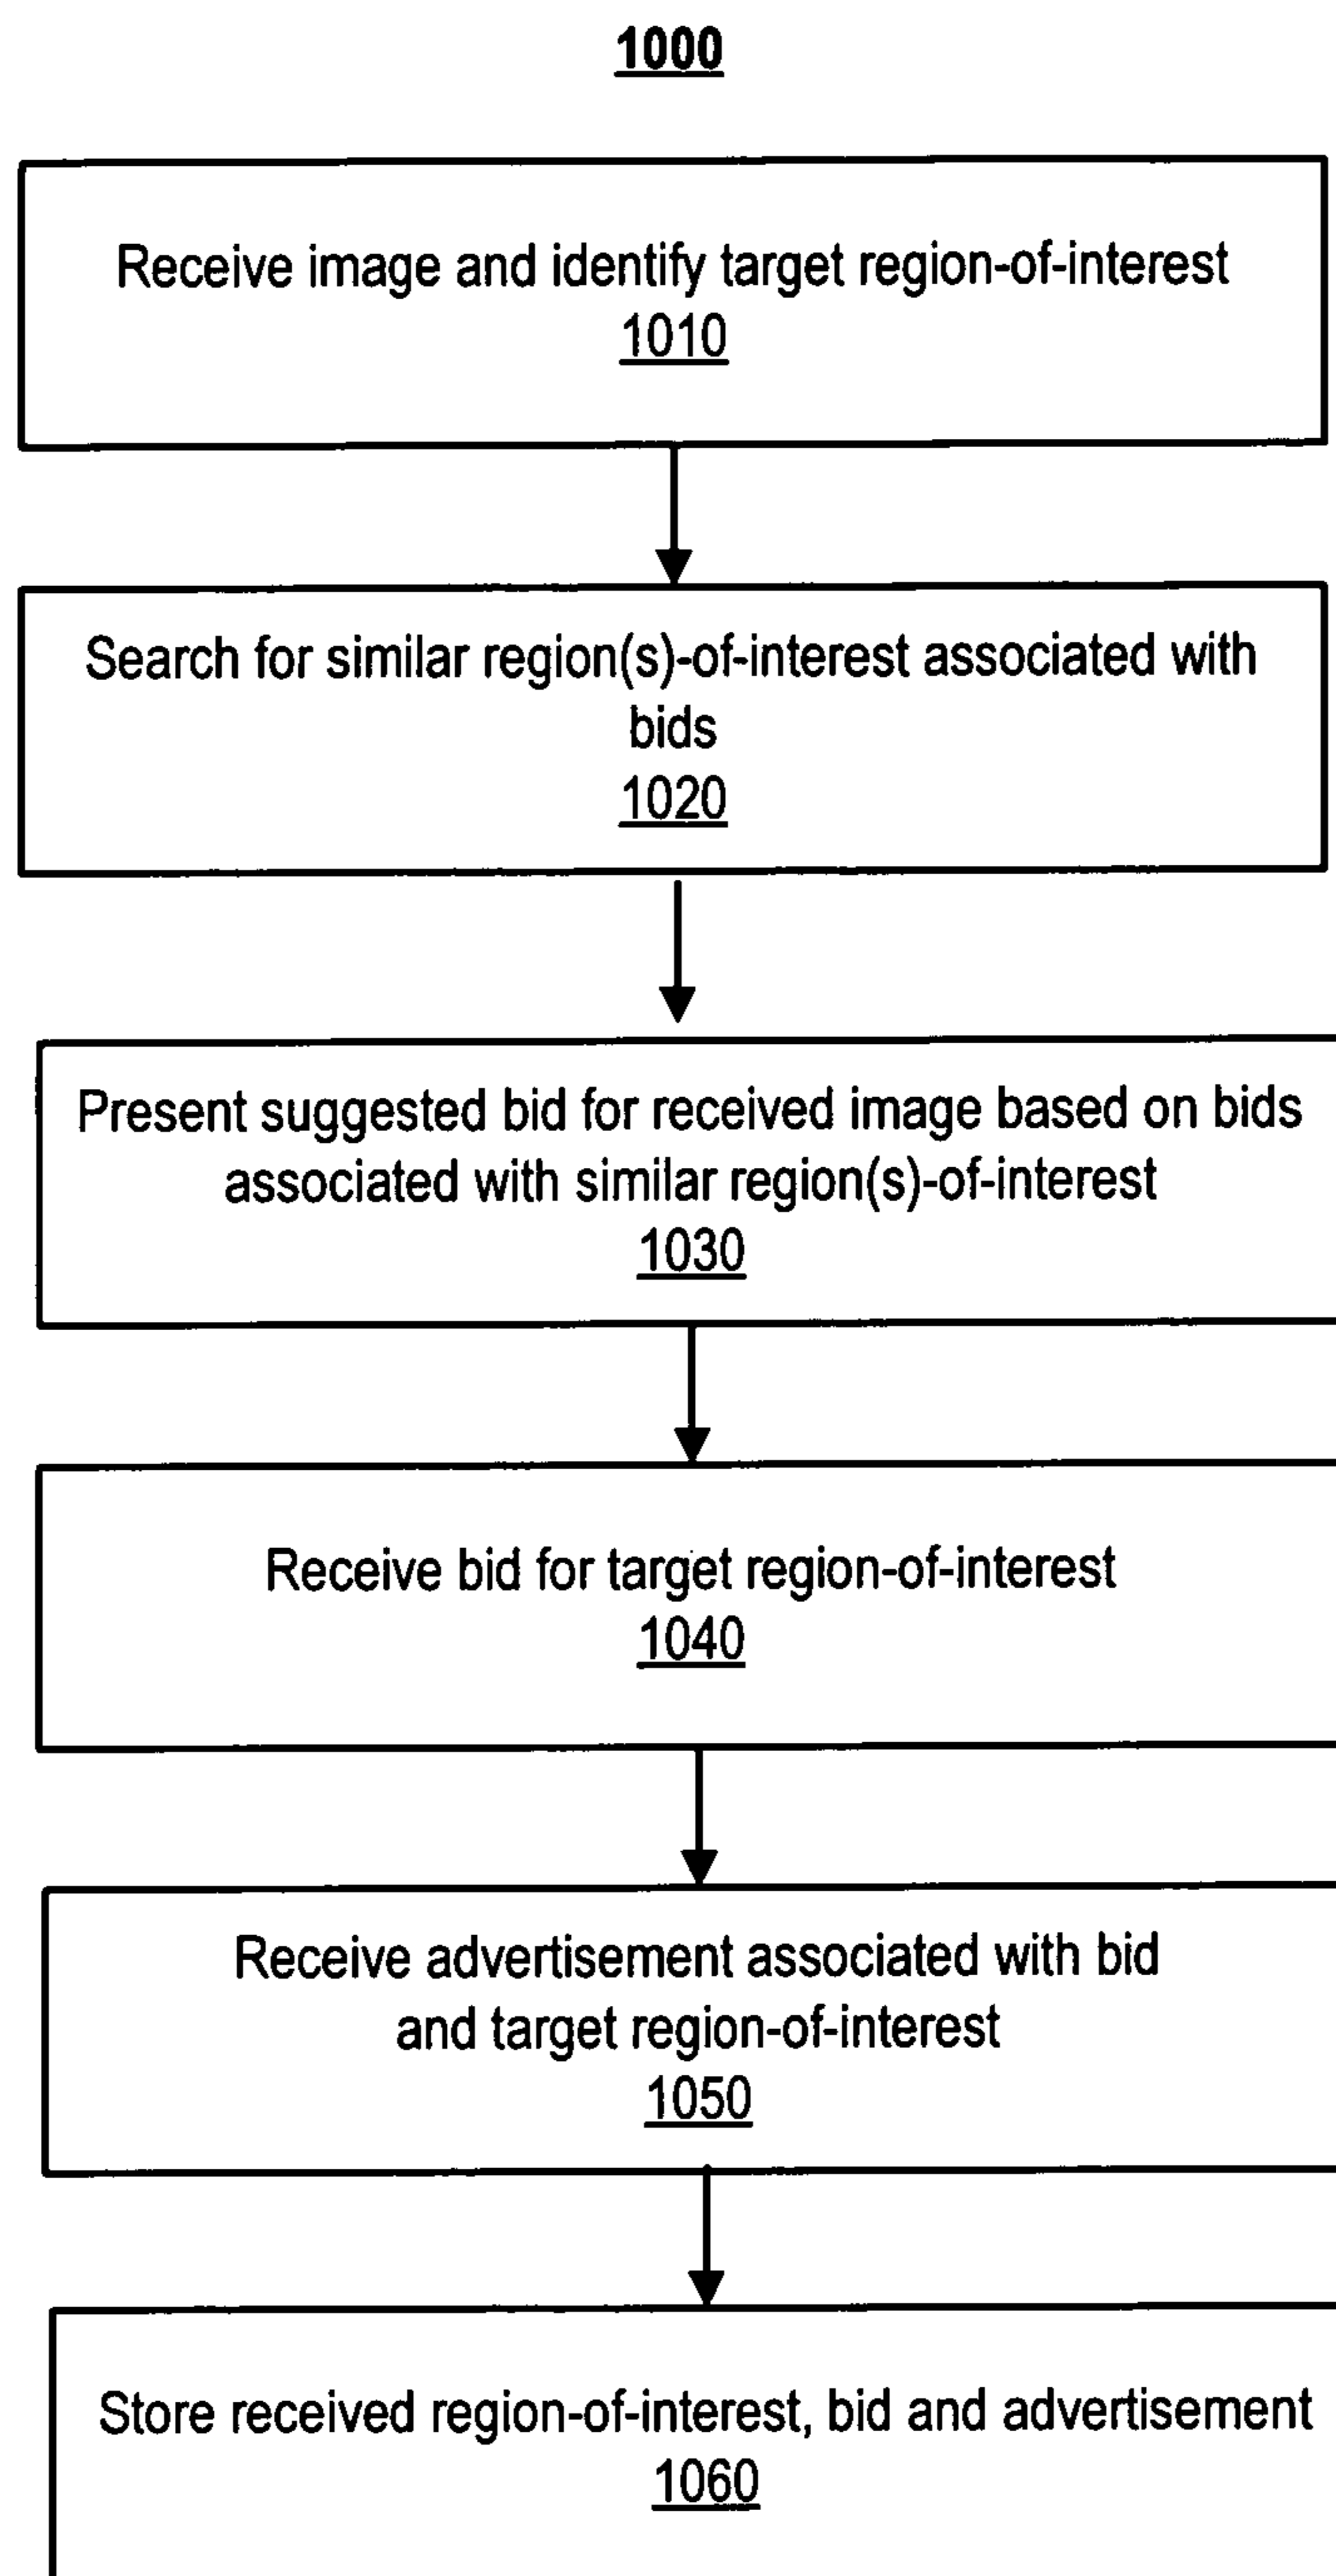 1000
Receive image and identify target region-of-interest
1010
Search for similar region(s)-of-interest associated with
bids
1020
Present suggested bid for received image based on bids
associated with similar region(s)-of-interest
1030
Receive bid for target region-of-interest
1040
Receive advertisement associated with bid
and target region-of-interest
1050
Store received region-of-interest, bid and advertisement
1060